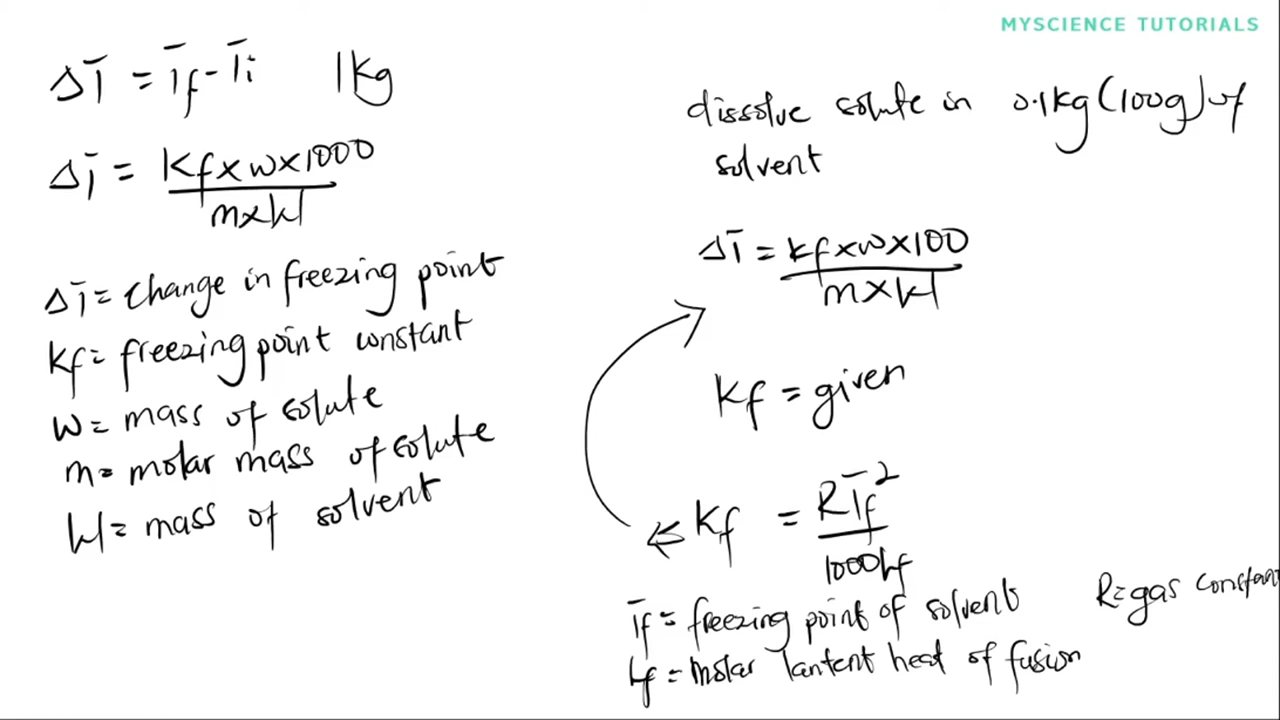 MYSCIENCE TUTORIALS
ΔT = Tf - Ti 1Kg
ΔT = Kf x w x 1000
m x W
ΔT = change in freezing point
Kf = freezing point constant
w = mass of solute
m = molar mass of solute
W = mass of solvent
dissolve solute in 0.1kg (100g) of
solvent
ΔT = kf x w x 100
m x W
Kf = given
Kf = RTf²
1000Lf
Tf = freezing point of solvent
R = gas constan
Lf = molar lantent heat of fusion